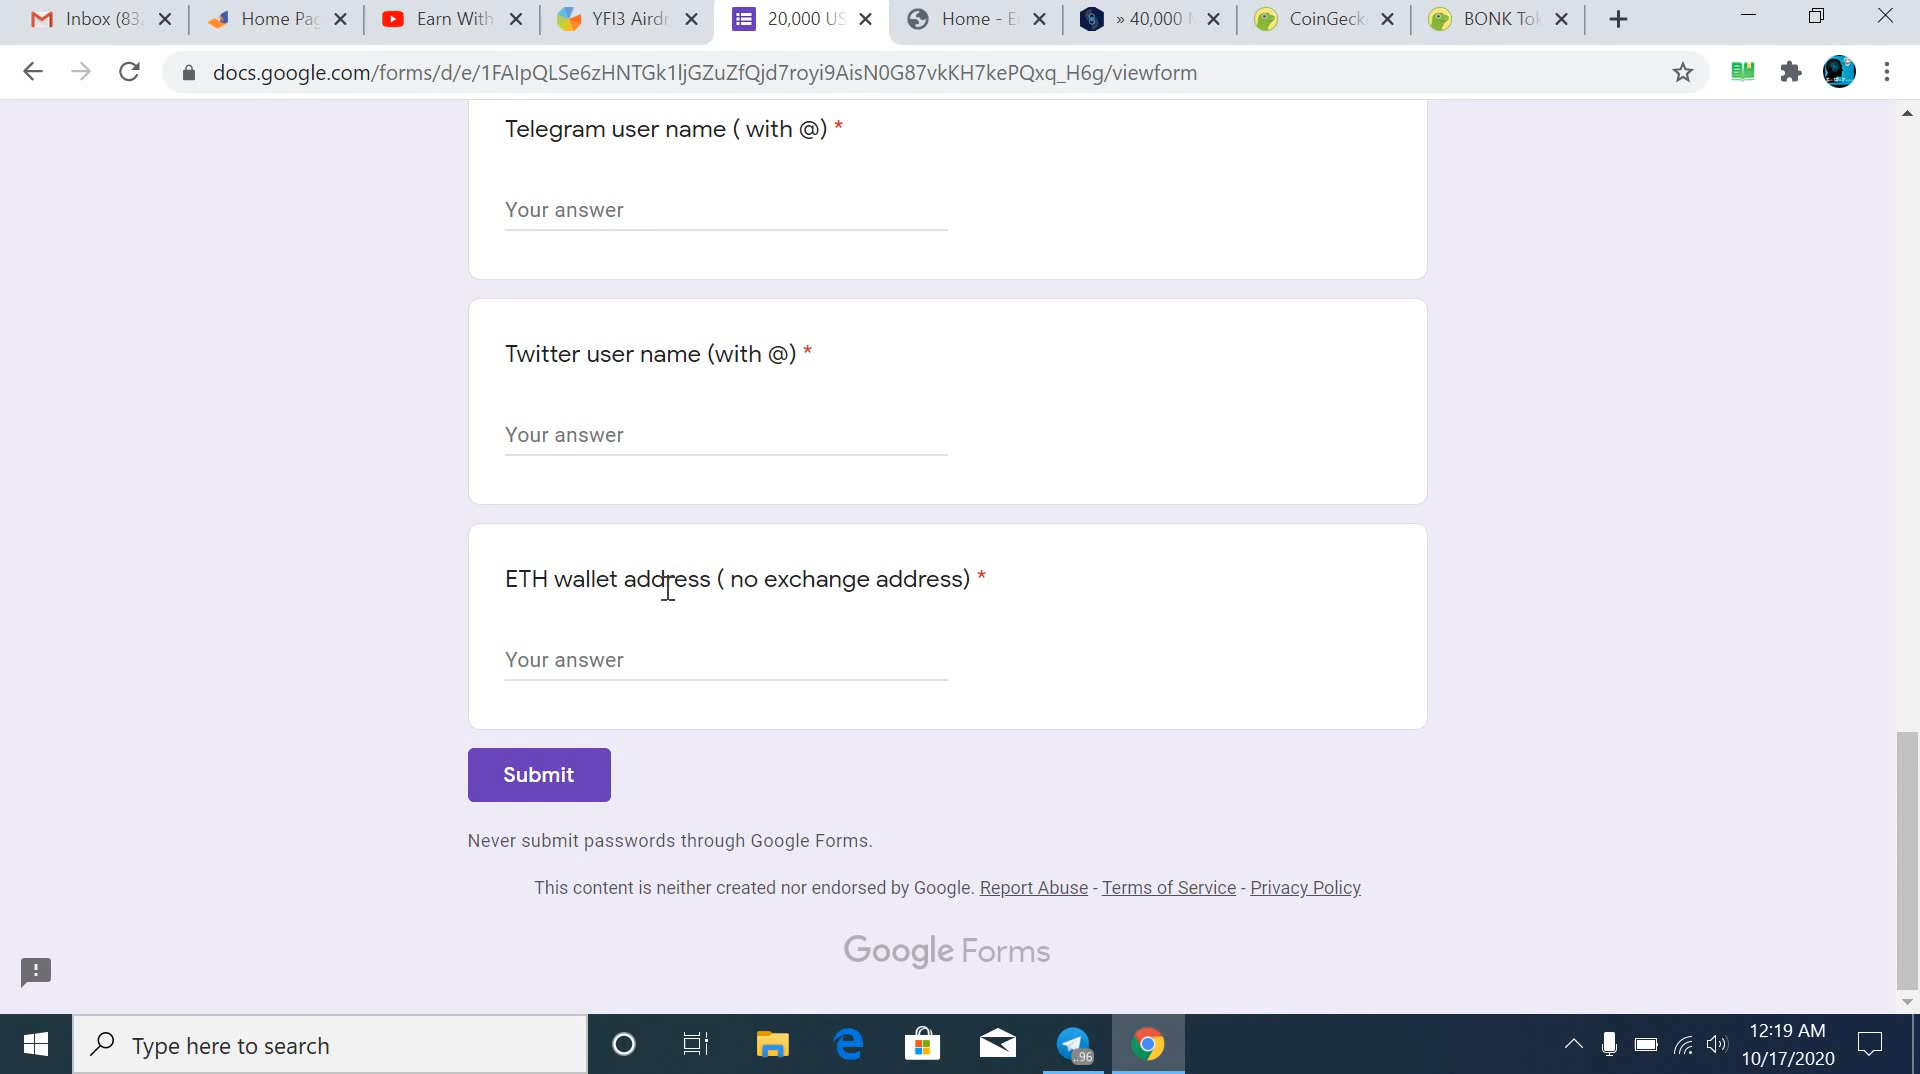 Inbox (83
Home Pag
Earn With
YFI3 Airdr
20,000 US
Home - E
» 40,000
CoinGeck
BONK Tok
docs.google.com/forms/d/e/1FAIpQLSe6zHNTGk1ljGZuZfQjd7royi9AisN0G87vkKH7kePQxq_H6g/viewform
Telegram user name ( with @) *
Your answer
Twitter user name (with @) *
Your answer
ETH wallet address ( no exchange address) *
Your answer
Submit
Never submit passwords through Google Forms.
This content is neither created nor endorsed by Google. Report Abuse - Terms of Service - Privacy Policy
Google Forms
Type here to search
..96
12:19 AM
10/17/2020